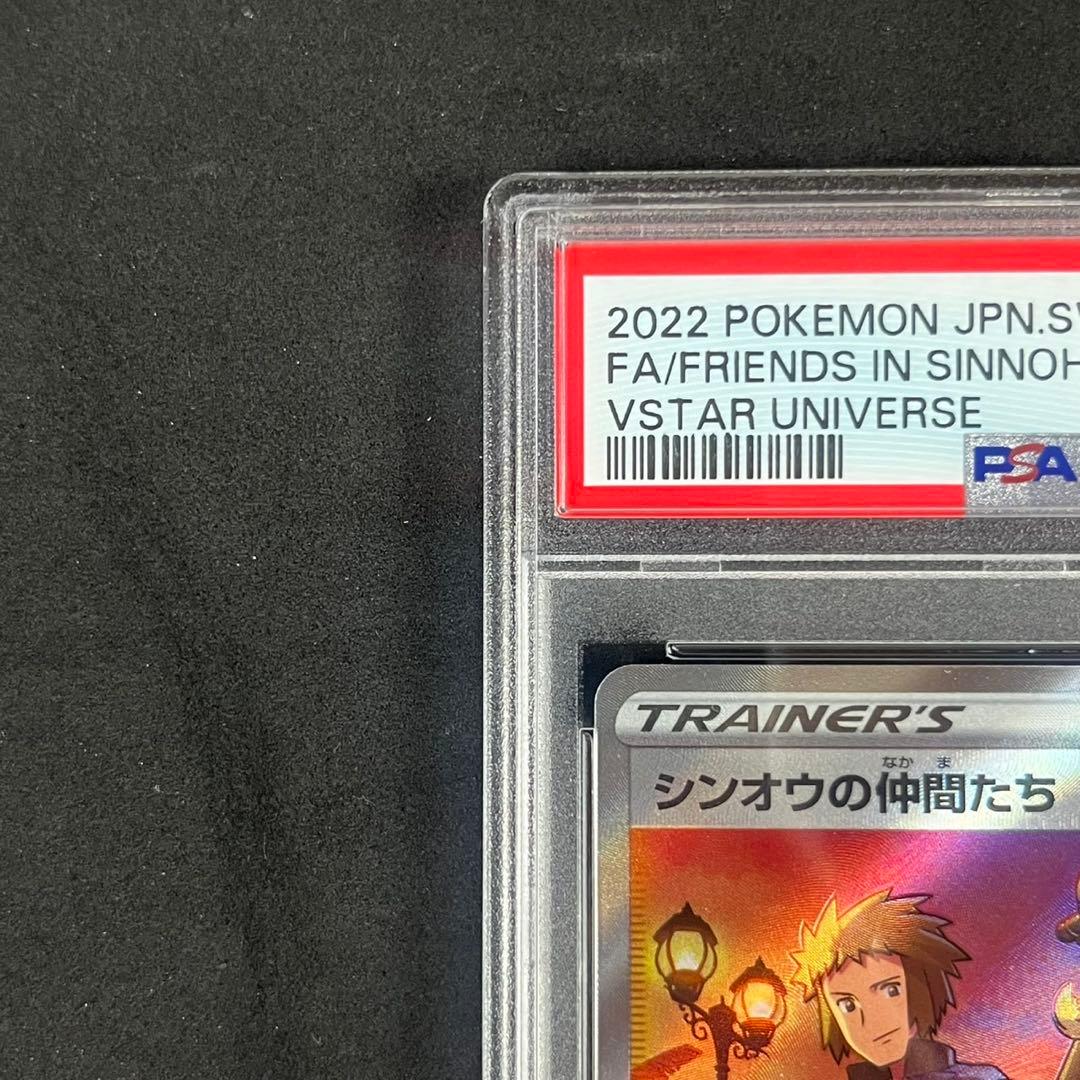 2022 POKEMON JPN.SW
FA/FRIENDS IN SINNOH
VSTAR UNIVERSE
PSA
TRAINER'S
なかま
シンオウの仲間たち